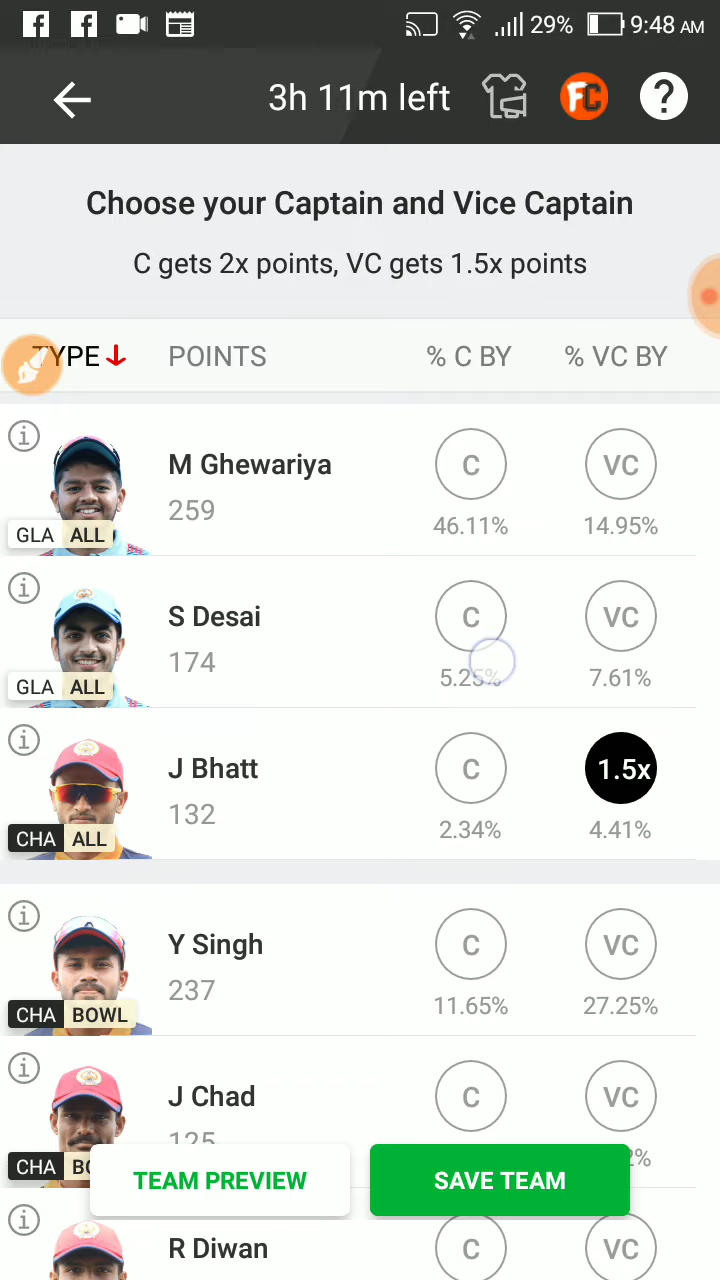 29% 9:48 AM
3h 11m left FC ?
Choose your Captain and Vice Captain
C gets 2x points, VC gets 1.5x points
TYPE POINTS % C BY % VC BY
M Ghewariya C VC
259 46.11% 14.95%
GLA ALL
S Desai C VC
174 5.25% 7.61%
GLA ALL
J Bhatt C 1.5x
132 2.34% 4.41%
CHA ALL
Y Singh C VC
237 11.65% 27.25%
CHA BOWL
J Chad C VC
125
CHA
TEAM PREVIEW SAVE TEAM
R Diwan C VC